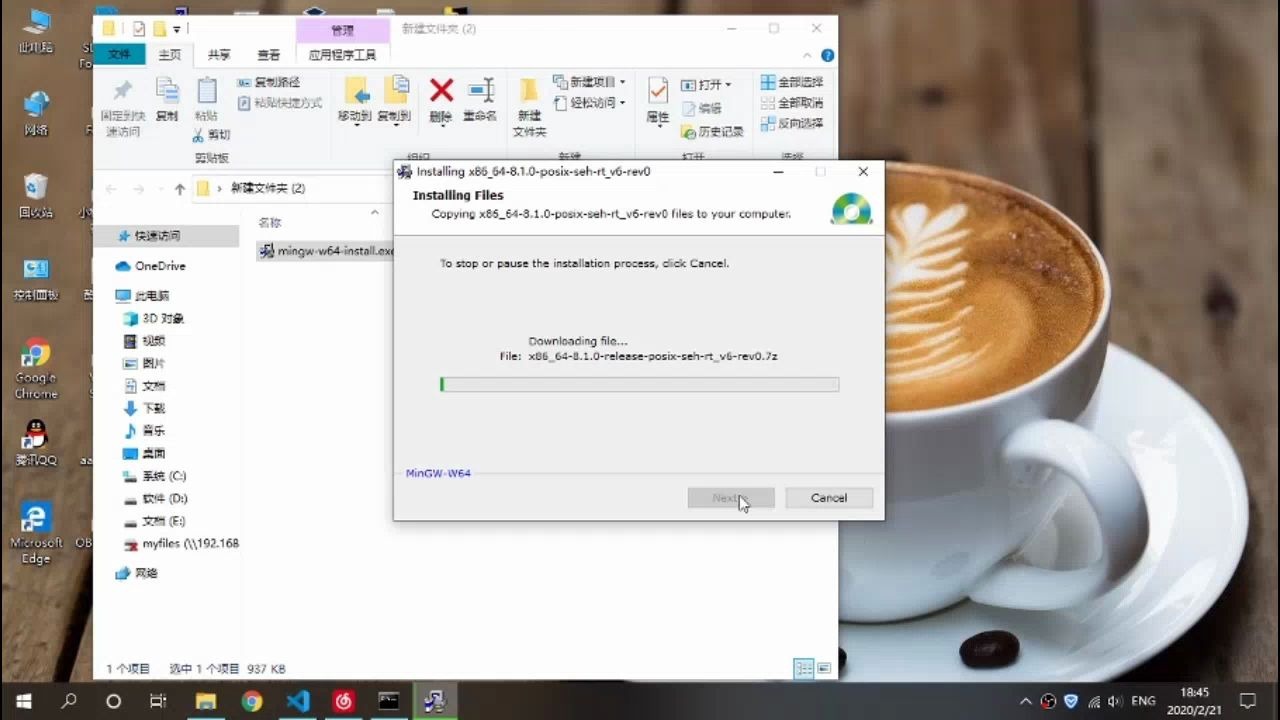 管理
新建文件夹 (2)
文件
主页
共享
查看
应用程序工具
固定到快
速访问
复制
粘贴
复制路径
粘贴快捷方式
剪切
剪贴板
移动到
复制到
删除
重命名
组织
新建
文件夹
新建项目
轻松访问
新建
属性
打开
编辑
历史记录
打开
全部选择
全部取消
反向选择
选择
新建文件夹 (2)
名称
mingw-w64-install.exe
快速访问
OneDrive
此电脑
3D 对象
视频
图片
文档
下载
音乐
桌面
系统 (C:)
软件 (D:)
文档 (E:)
myfiles (\\192.168
网络
1 个项目
选中 1 个项目 937 KB
Installing x86_64-8.1.0-posix-seh-rt_v6-rev0
Installing Files
Copying x86_64-8.1.0-posix-seh-rt_v6-rev0 files to your computer.
To stop or pause the installation process, click Cancel.
Downloading file...
File: x86_64-8.1.0-release-posix-seh-rt_v6-rev0.7z
MinGW-W64
Next
Cancel
此电脑
网络
回收站
控制面板
Google
Chrome
腾讯QQ
Microsoft
Edge
ENG
18:45
2020/2/21